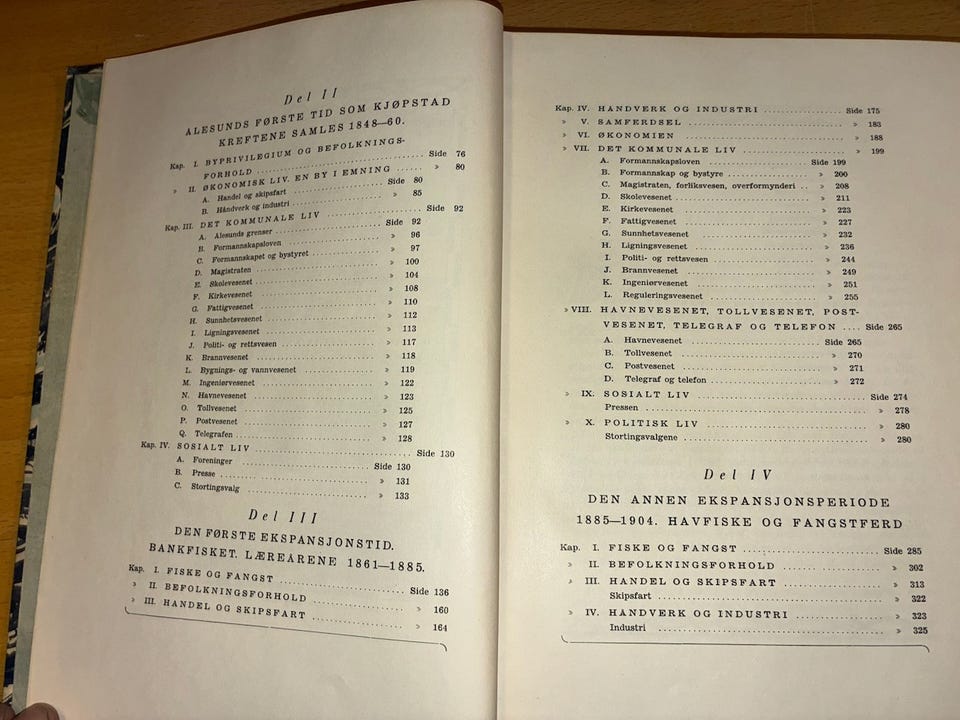 Del II
ÅLESUNDS FØRSTE TID SOM KJØPSTAD
KREFTENE SAMLES 1848—60.
Kap. I. BYPRIVILEGIUM OG BEFOLKNINGS-
FORHOLD Side 76
» II. ØKONOMISK LIV. EN BY I EMNING » 80
A. Handel og skipsfart Side 80
B. Håndverk og industri » 85
Kap. III. DET KOMMUNALE LIV Side 92
A. Ålesunds grenser Side 92
B. Formannskapsloven » 96
C. Formannskapet og bystyret » 97
D. Magistraten » 100
E. Skolevesenet » 104
F. Kirkevesenet » 108
G. Fattigvesenet » 110
H. Sunnhetsvesenet » 112
I. Ligningsvesenet » 113
J. Politi- og rettsvesen » 117
K. Brannvesenet » 118
L. Bygnings- og vannvesenet » 119
M. Ingeniørvesenet » 122
N. Havnevesenet » 123
O. Tollvesenet » 125
P. Postvesenet » 127
Q. Telegrafen » 128
Kap. IV. SOSIALT LIV Side 130
A. Foreninger Side 130
B. Presse » 131
C. Stortingsvalg » 133
Del III
DEN FØRSTE EKSPANSJONSTID.
BANKFISKET. LÆREÅRENE 1861—1885.
Kap. I. FISKE OG FANGST Side 136
» II. BEFOLKNINGSFORHOLD » 160
» III. HANDEL OG SKIPSFART » 164
Kap. IV. HANDVERK OG INDUSTRI Side 175
» V. SAMFERDSEL » 183
» VI. ØKONOMIEN » 188
» VII. DET KOMMUNALE LIV » 199
A. Formannskapsloven Side 199
B. Formannskap og bystyre » 200
C. Magistraten, forliksvesen, overformynderi » 208
D. Skolevesenet » 211
E. Kirkevesenet » 223
F. Fattigvesenet » 227
G. Sunnhetsvesenet » 232
H. Ligningsvesenet » 236
I. Politi- og rettsvesen » 244
J. Brannvesenet » 249
K. Ingeniørvesenet » 251
L. Reguleringsvesenet » 255
» VIII. HAVNEVESENET, TOLLVESENET, POST-
VESENET, TELEGRAF OG TELEFON Side 265
A. Havnevesenet Side 265
B. Tollvesenet » 270
C. Postvesenet » 271
D. Telegraf og telefon » 272
» IX. SOSIALT LIV Side 274
Pressen » 278
» X. POLITISK LIV » 280
Stortingsvalgene » 280
Del IV
DEN ANNEN EKSPANSJONSPERIODE
1885—1904. HAVFISKE OG FANGSTFERD
Kap. I. FISKE OG FANGST Side 285
» II. BEFOLKNINGSFORHOLD » 302
» III. HANDEL OG SKIPSFART » 313
Skipsfart » 322
» IV. HANDVERK OG INDUSTRI » 323
Industri » 325